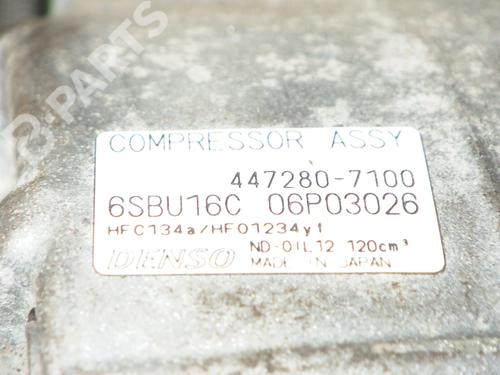 B-PARTS
COMPRESSOR ASSY
447280-7100
6SBU16C 06P03026
HFC134a/HFO1234yf
ND-OIL12 120cm³
DENSO MADE IN JAPAN